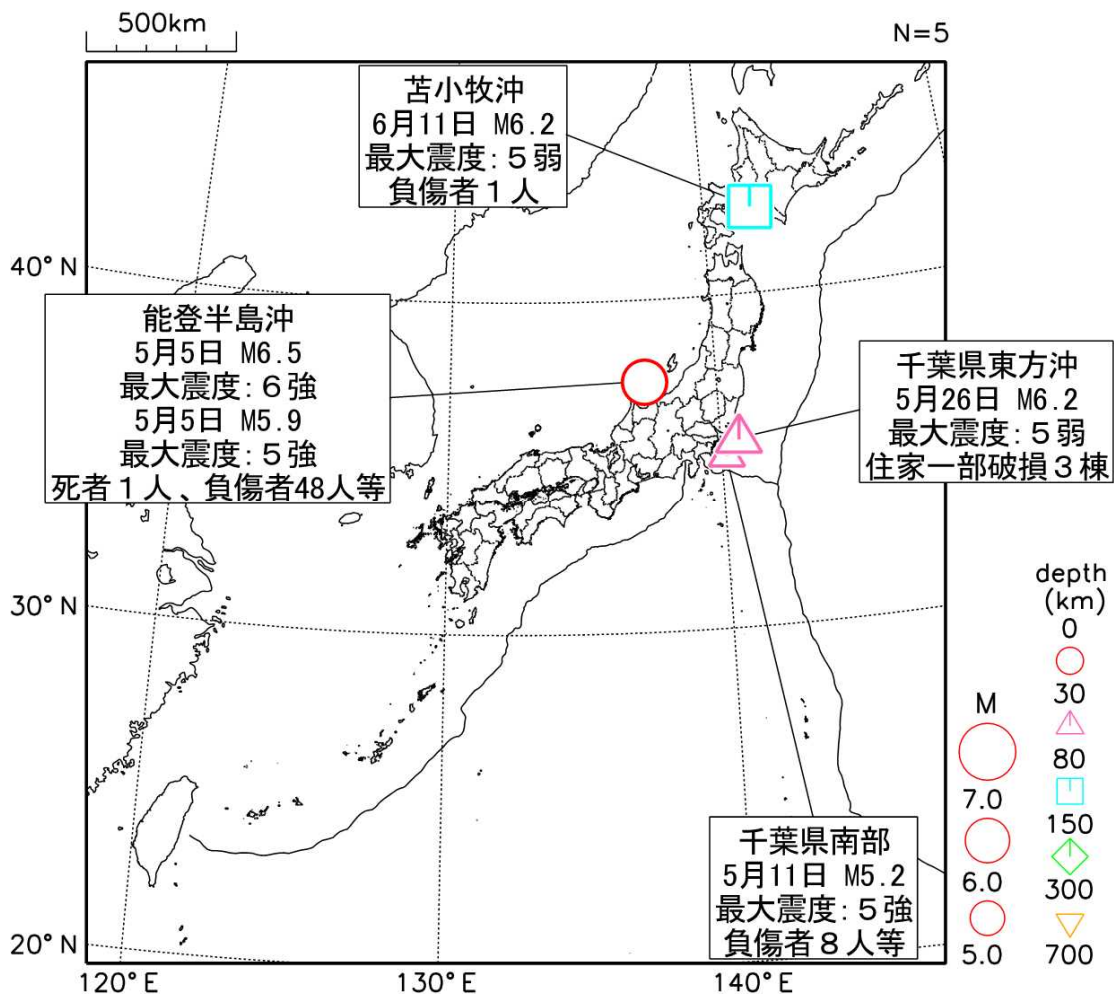 500km
N=5
苫小牧沖
6月11日 M6.2
最大震度:５弱
負傷者１人
40°N
能登半島沖
5月5日 M6.5
最大震度:６強
5月5日 M5.9
最大震度:５強
死者１人、負傷者48人等
千葉県東方沖
5月26日 M6.2
最大震度:５弱
住家一部破損３棟
30°N
depth
(km)
0
30
80
150
300
700
M
7.0
6.0
5.0
千葉県南部
5月11日 M5.2
最大震度:５強
負傷者８人等
20°N
120°E
130°E
140°E